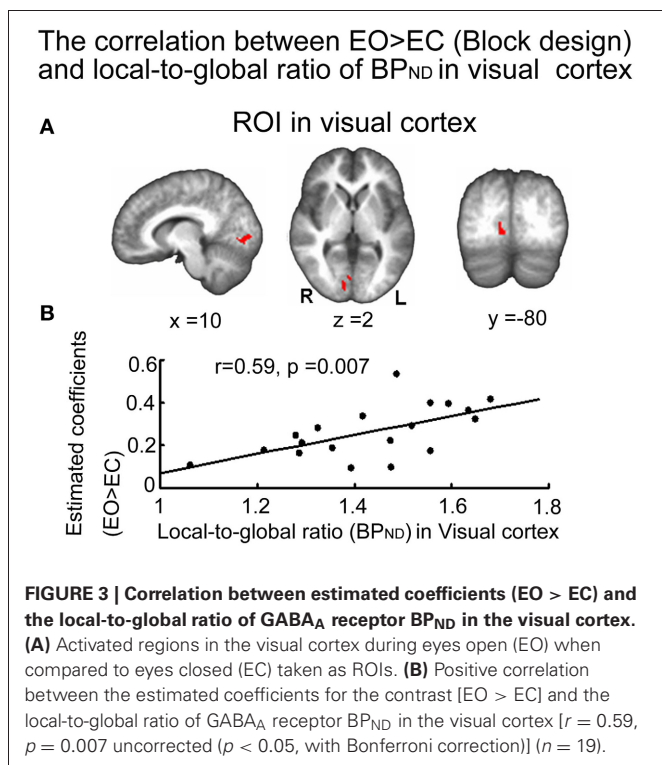 The correlation between EO>EC (Block design)
and local-to-global ratio of BPND in visual cortex
A
ROI in visual cortex
R
L
x =10
z =2
y =-80
B
Estimated coefficients
(EO>EC)
0.6
0.4
0.2
0
r=0.59, p =0.007
1
1.2
1.4
1.6
1.8
Local-to-global ratio (BPND) in Visual cortex
FIGURE 3 | Correlation between estimated coefficients (EO > EC) and
the local-to-global ratio of GABAA receptor BPND in the visual cortex.
(A) Activated regions in the visual cortex during eyes open (EO) when
compared to eyes closed (EC) taken as ROIs. (B) Positive correlation
between the estimated coefficients for the contrast [EO > EC] and the
local-to-global ratio of GABAA receptor BPND in the visual cortex [r = 0.59,
p = 0.007 uncorrected (p < 0.05, with Bonferroni correction)] (n = 19).